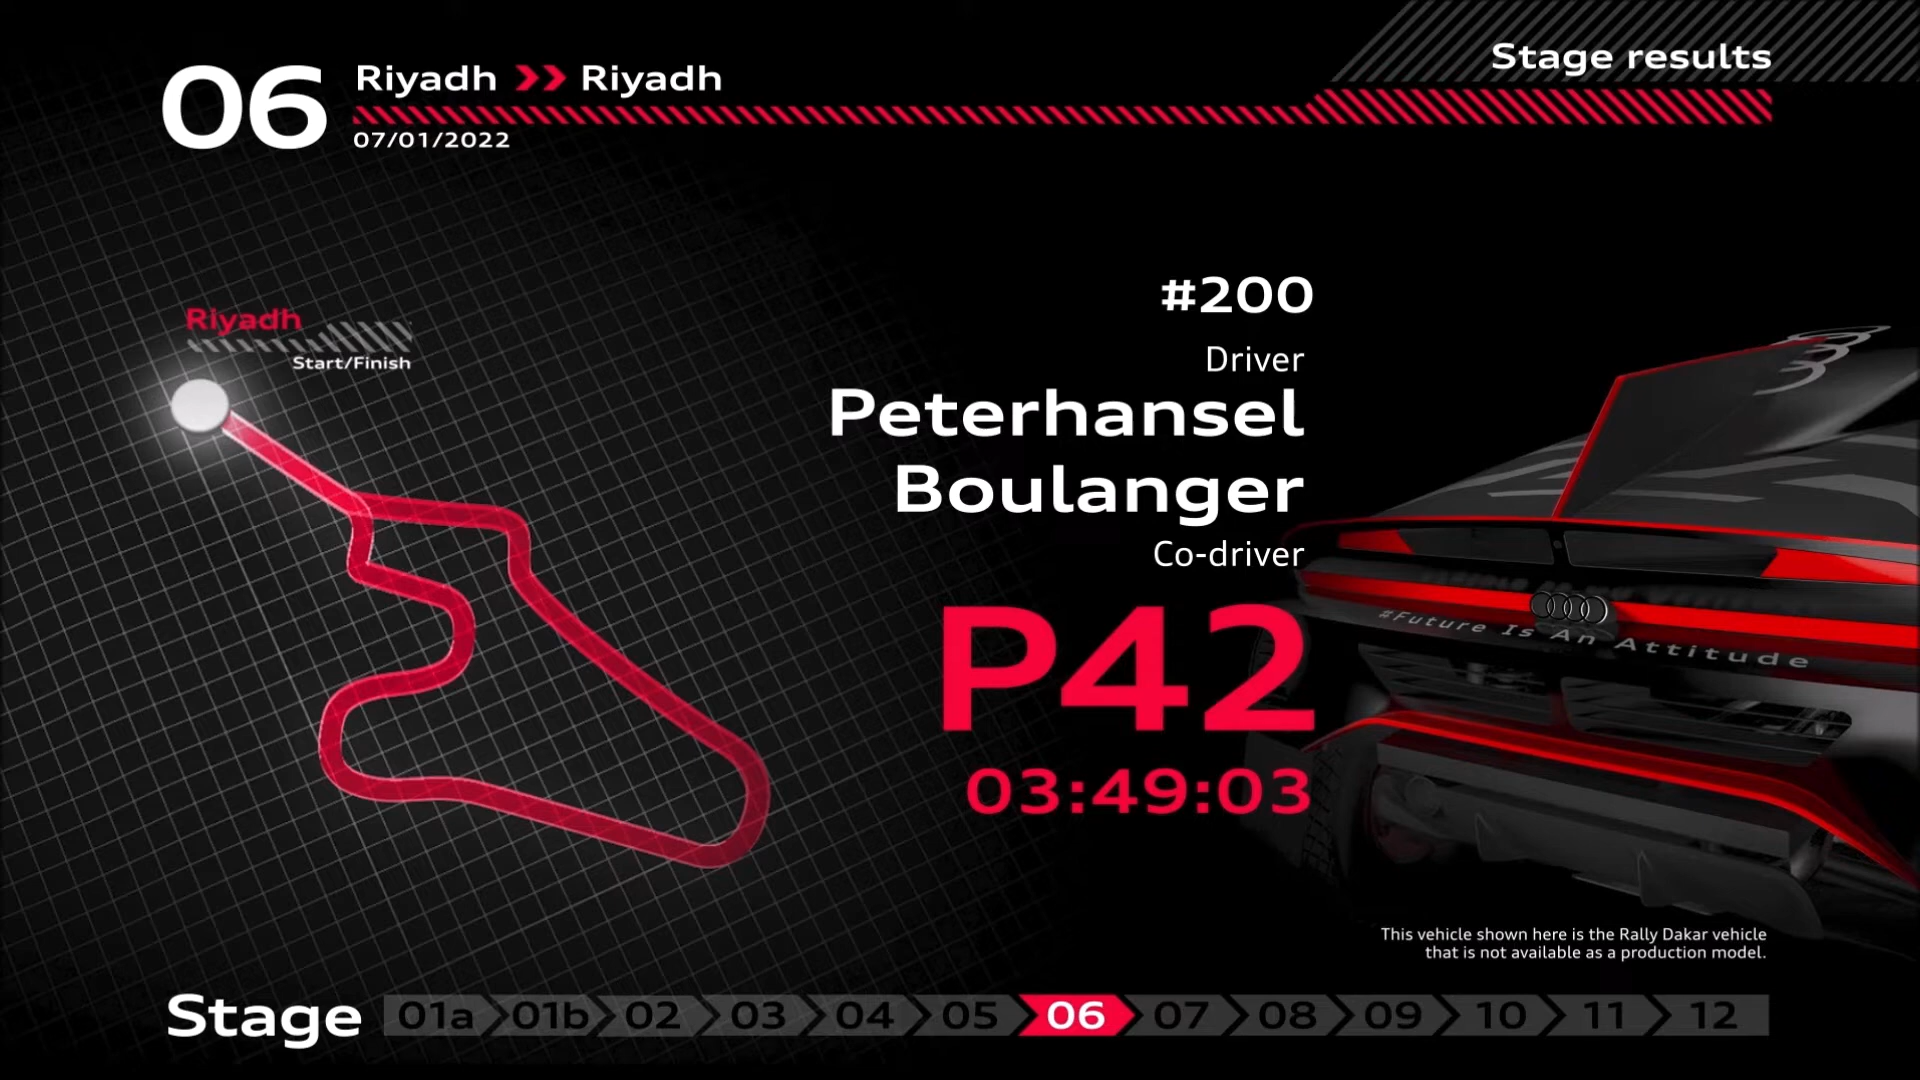 06
Riyadh >> Riyadh
07/01/2022
Stage results
Riyadh
Start/Finish
#200
Driver
Peterhansel
Boulanger
Co-driver
P42
03:49:03
#Future Is An Attitude
This vehicle shown here is the Rally Dakar vehicle
that is not available as a production model.
Stage 01a 01b 02 03 04 05 06 07 08 09 10 11 12